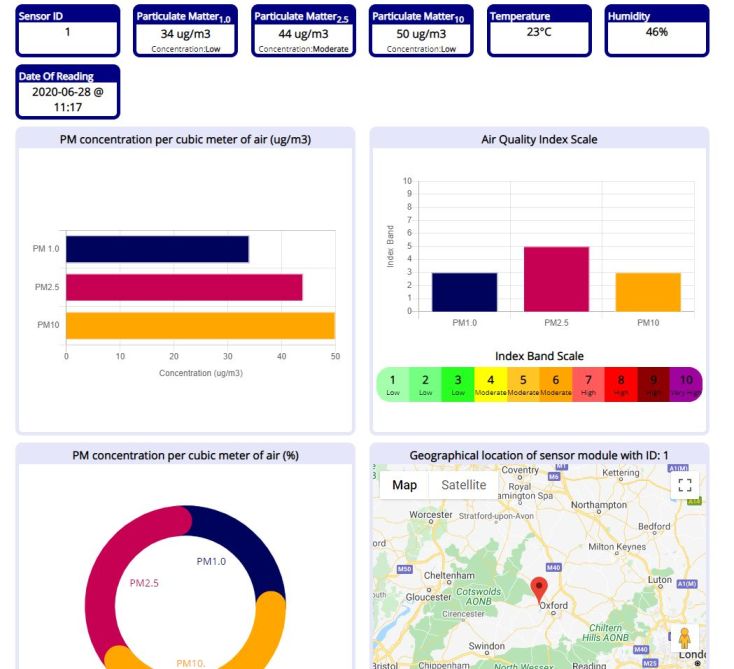 Sensor ID
1
Particulate Matter1.0
34 ug/m3
Concentration:Low
Particulate Matter2.5
44 ug/m3
Concentration:Moderate
Particulate Matter10
50 ug/m3
Concentration:Low
Temperature
23°C
Humidity
46%
Date Of Reading
2020-06-28 @
11:17
PM concentration per cubic meter of air (ug/m3)
PM 1.0
PM2.5
PM10
0 10 20 30 40 50
Concentration (ug/m3)
Air Quality Index Scale
10
9
8
7
6
5
4
3
2
1
0
Index Band
PM1.0 PM2.5 PM10
Index Band Scale
1 2 3 4 5 6 7 8 9 10
Low Low Low Moderate Moderate Moderate High High High Very High
PM concentration per cubic meter of air (%)
PM1.0
PM2.5
PM10.
Geographical location of sensor module with ID: 1
Map Satellite
Coventry
M1
M6
Kettering
A1(M)
Royal
amington Spa
A14
Worcester
Stratford-upon-Avon
Northampton
Bedford
ord
Milton Keynes
M50
M40
Cheltenham
Luton
A1(M)
Gloucester
Cotswolds
AONB
outh
Cirencester
Oxford
Chiltern
Hills AONB
Swindon
M40
Lond
Bristol
Chippenham
North Wessex
Reading
M25